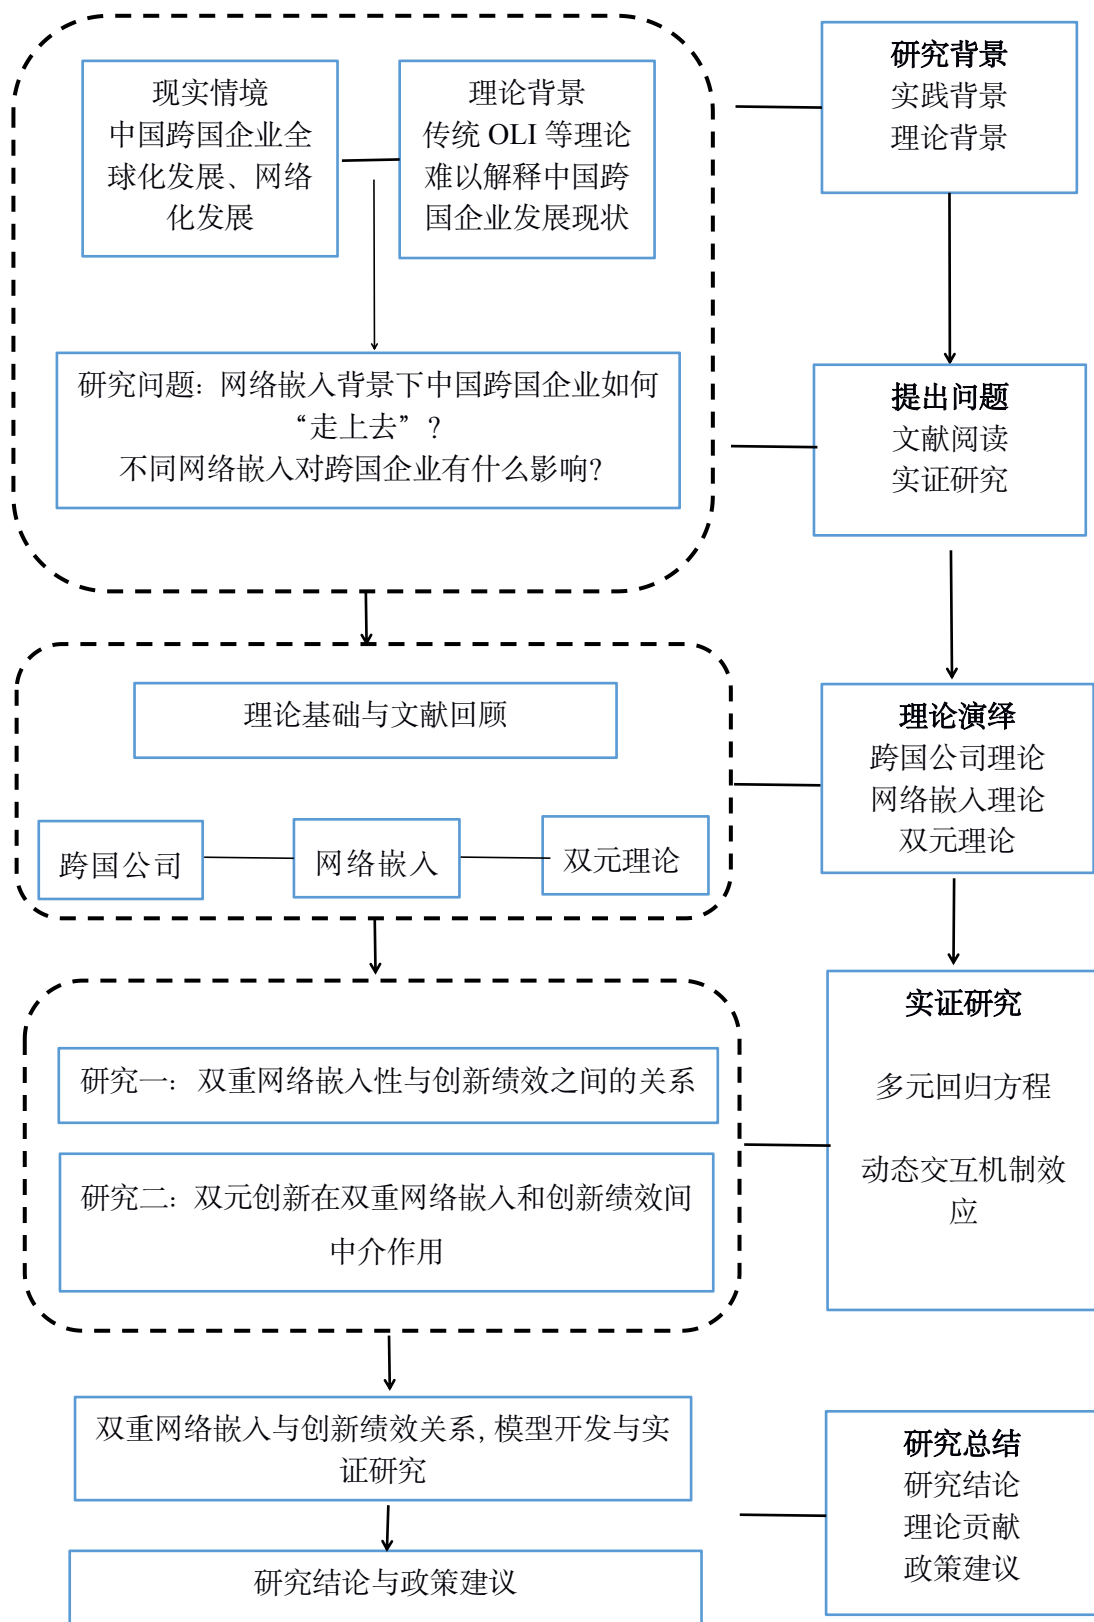 现实情境
中国跨国企业全
球化发展、网络
化发展
理论背景
传统 OLI 等理论
难以解释中国跨
国企业发展现状
研究背景
实践背景
理论背景
研究问题：网络嵌入背景下中国跨国企业如何
“走上去”？
不同网络嵌入对跨国企业有什么影响？
提出问题
文献阅读
实证研究
理论基础与文献回顾
跨国公司
网络嵌入
双元理论
理论演绎
跨国公司理论
网络嵌入理论
双元理论
研究一：双重网络嵌入性与创新绩效之间的关系
研究二：双元创新在双重网络嵌入和创新绩效间
中介作用
实证研究
多元回归方程
动态交互机制效
应
双重网络嵌入与创新绩效关系, 模型开发与实
证研究
研究结论与政策建议
研究总结
研究结论
理论贡献
政策建议